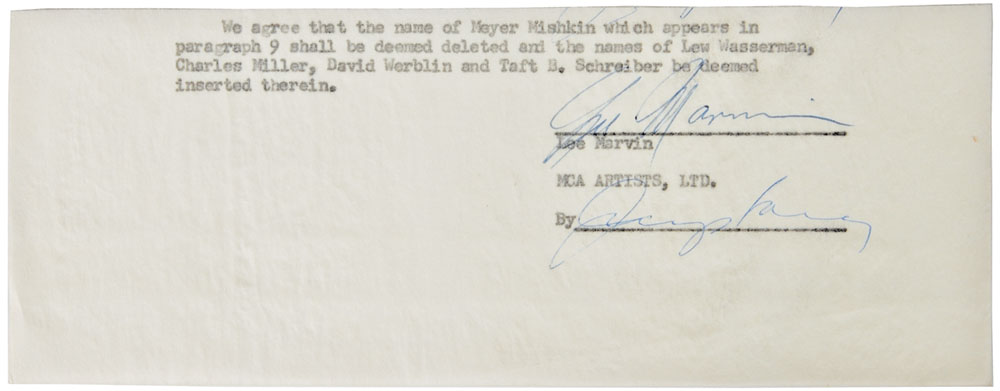 We agree that the name of Meyer Mishkin which appears in
paragraph 9 shall be deemed deleted and the names of Lew Wasserman,
Charles Miller, David Werblin and Taft B. Schreiber be deemed
inserted therein.
Lee Marvin
Lee Marvin
MCA ARTISTS, LTD.
By